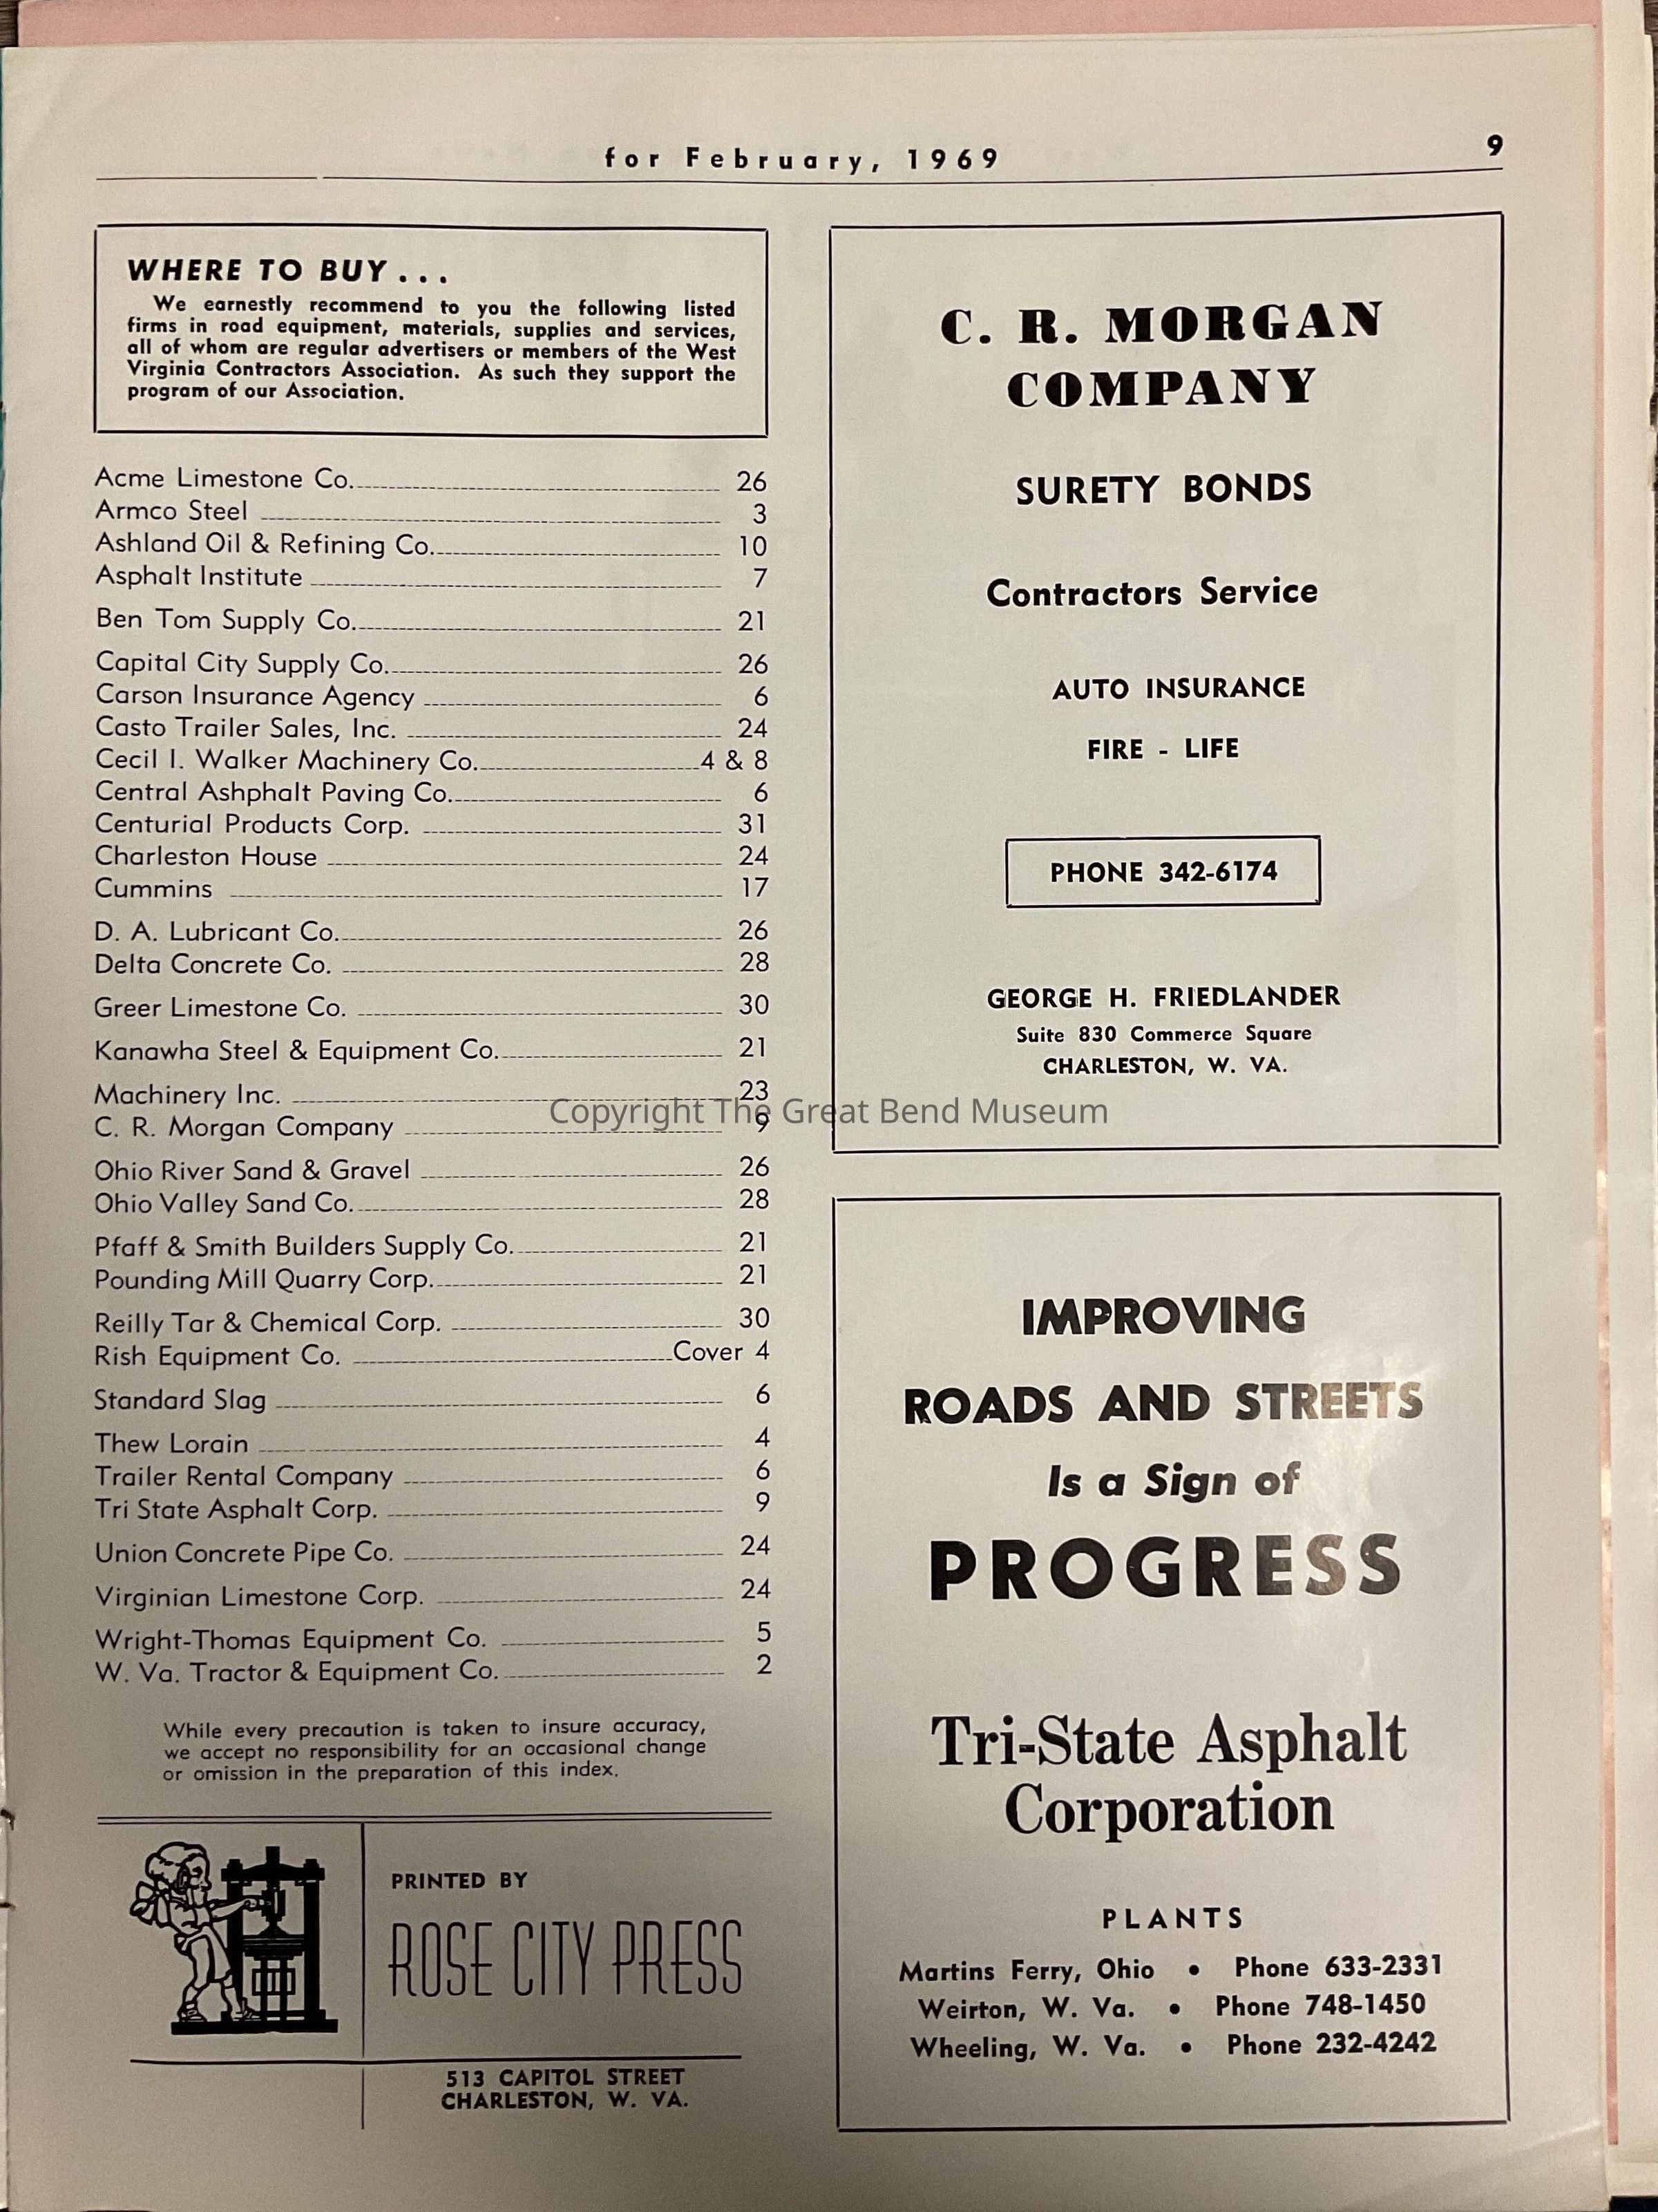 for February, 1969
9
WHERE TO BUY...
We earnestly recommend to you the following listed
firms in road equipment, materials, supplies and services,
all of whom are regular advertisers or members of the West
Virginia Contractors Association. As such they support the
program of our Association.
Acme Limestone Co. 26
Armco Steel 3
Ashland Oil & Refining Co. 10
Asphalt Institute 7
Ben Tom Supply Co. 21
Capital City Supply Co. 26
Carson Insurance Agency 6
Casto Trailer Sales, Inc. 24
Cecil I. Walker Machinery Co. 4 & 8
Central Ashphalt Paving Co. 6
Centurial Products Corp. 31
Charleston House 24
Cummins 17
D. A. Lubricant Co. 26
Delta Concrete Co. 28
Greer Limestone Co. 30
Kanawha Steel & Equipment Co. 21
Machinery Inc. 23
C. R. Morgan Company 9
Ohio River Sand & Gravel 26
Ohio Valley Sand Co. 28
Pfaff & Smith Builders Supply Co. 21
Pounding Mill Quarry Corp. 21
Reilly Tar & Chemical Corp. 30
Rish Equipment Co. Cover 4
Standard Slag 6
Thew Lorain 4
Trailer Rental Company 6
Tri State Asphalt Corp. 9
Union Concrete Pipe Co. 24
Virginian Limestone Corp. 24
Wright-Thomas Equipment Co. 5
W. Va. Tractor & Equipment Co. 2
While every precaution is taken to insure accuracy,
we accept no responsibility for an occasional change
or omission in the preparation of this index.
PRINTED BY
ROSE CITY PRESS
513 CAPITOL STREET
CHARLESTON, W. VA.
C. R. MORGAN
COMPANY
SURETY BONDS
Contractors Service
AUTO INSURANCE
FIRE - LIFE
PHONE 342-6174
GEORGE H. FRIEDLANDER
Suite 830 Commerce Square
CHARLESTON, W. VA.
Copyright The Great Bend Museum
IMPROVING
ROADS AND STREETS
Is a Sign of
PROGRESS
Tri-State Asphalt
Corporation
PLANTS
Martins Ferry, Ohio • Phone 633-2331
Weirton, W. Va. • Phone 748-1450
Wheeling, W. Va. • Phone 232-4242